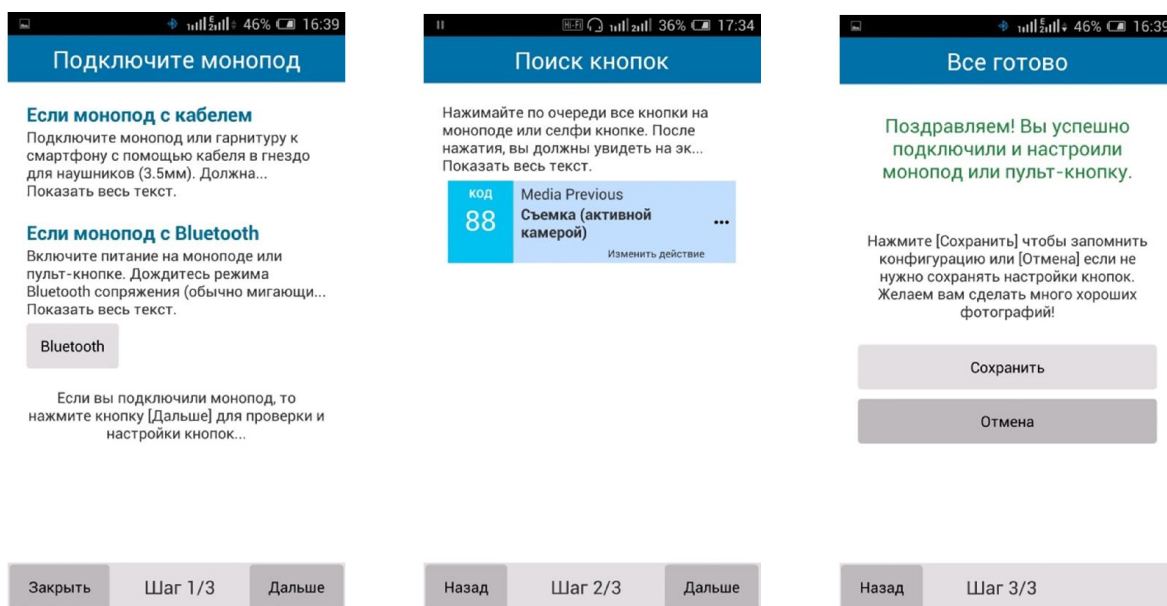 46% 16:39
Подключите монопод
Если монопод с кабелем
Подключите монопод или гарнитуру к
смартфону с помощью кабеля в гнездо
для наушников (3.5мм). Должна...
Показать весь текст.
Если монопод с Bluetooth
Включите питание на моноподе или
пульт-кнопке. Дождитесь режима
Bluetooth сопряжения (обычно мигающи...
Показать весь текст.
Bluetooth
Если вы подключили монопод, то
нажмите кнопку [Дальше] для проверки и
настройки кнопок...
Закрыть Шаг 1/3 Дальше
HI-FI 36% 17:34
Поиск кнопок
Нажимайте по очереди все кнопки на
моноподе или селфи кнопке. После
нажатия, вы должны увидеть на эк...
Показать весь текст.
код
88
Media Previous
Съемка (активной
камерой)
Изменить действие
Назад Шаг 2/3 Дальше
46% 16:39
Все готово
Поздравляем! Вы успешно
подключили и настроили
монопод или пульт-кнопку.
Нажмите [Сохранить] чтобы запомнить
конфигурацию или [Отмена] если не
нужно сохранять настройки кнопок.
Желаем вам сделать много хороших
фотографий!
Сохранить
Отмена
Назад Шаг 3/3